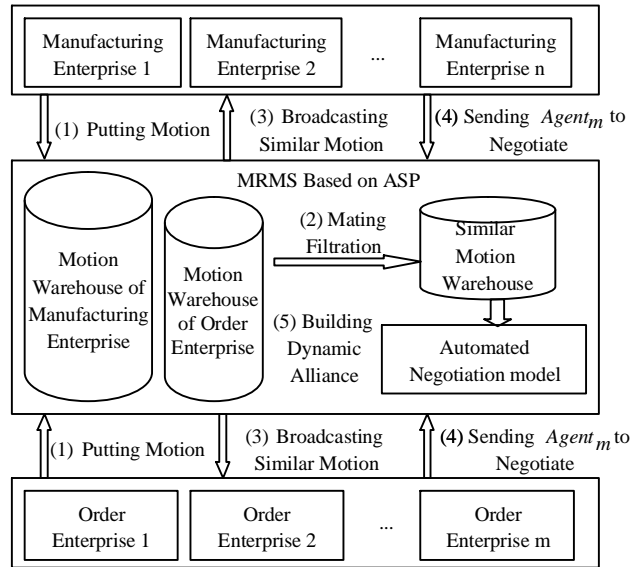 Manufacturing
Enterprise 1
Manufacturing
Enterprise 2
...
Manufacturing
Enterprise n
(1) Putting Motion
(3) Broadcasting
Similar Motion
(4) Sending Agentm to
Negotiate
MRMS Based on ASP
Motion
Warehouse of
Manufacturing
Enterprise
Motion
Warehouse
of Order
Enterprise
(2) Mating
Filtration
Similar
Motion
Warehouse
(5) Building
Dynamic
Alliance
Automated
Negotiation model
(1) Putting Motion
(3) Broadcasting
Similar Motion
(4) Sending Agentm to
Negotiate
Order
Enterprise 1
Order
Enterprise 2
...
Order
Enterprise m